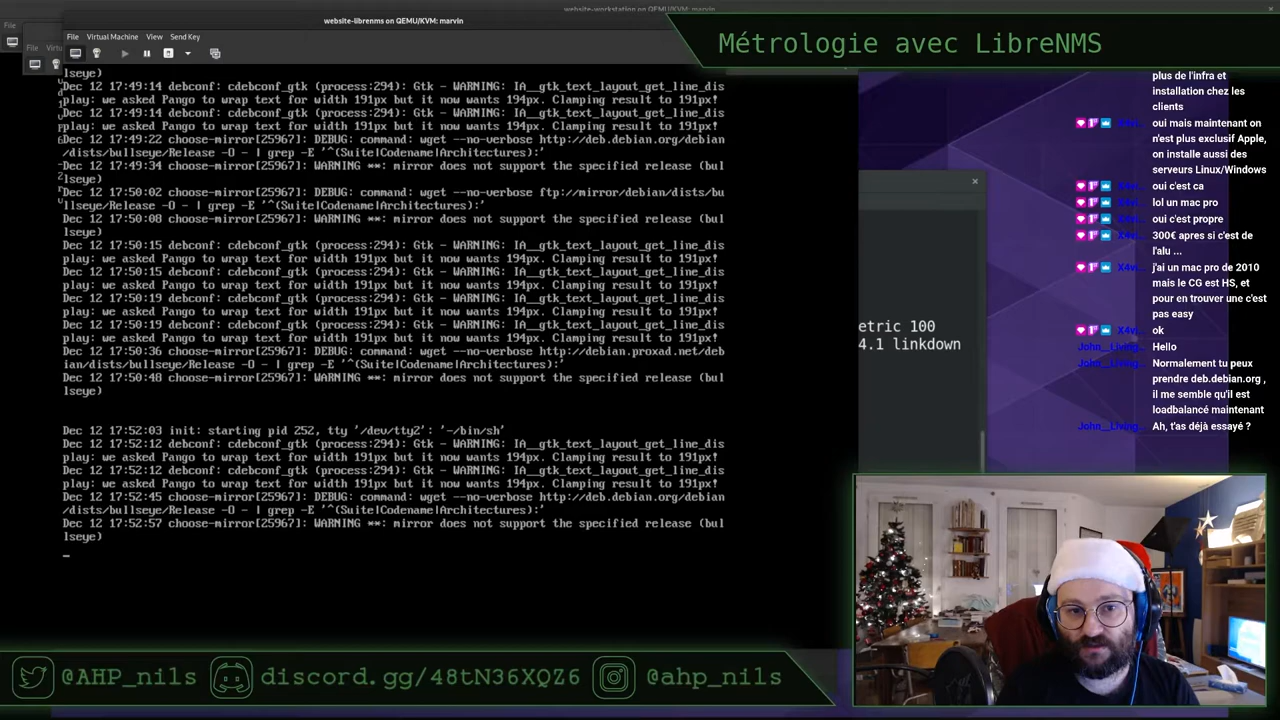 website-workstation on QEMU/KVM: marvin
website-librenms on QEMU/KVM: marvin
File
File
Virtu
File Virtual Machine View Send Key
Métrologie avec LibreNMS
lseye)
Dec 12 17:49:14 debconf: cdebconf_gtk (process:294): Gtk - WARNING: IA__gtk_text_layout_get_line_dis
play: we asked Pango to wrap text for width 191px but it now wants 194px. Clamping result to 191px!
Dec 12 17:49:14 debconf: cdebconf_gtk (process:294): Gtk - WARNING: IA__gtk_text_layout_get_line_dis
play: we asked Pango to wrap text for width 191px but it now wants 194px. Clamping result to 191px!
Dec 12 17:49:22 choose-mirror[25967]: DEBUG: command: wget --no-verbose http://deb.debian.org/debian
/dists/bullseye/Release -O - | grep -E '^(Suite|Codename|Architectures):'
Dec 12 17:49:34 choose-mirror[25967]: WARNING **: mirror does not support the specified release (bul
lseye)
Dec 12 17:50:02 choose-mirror[25967]: DEBUG: command: wget --no-verbose ftp://mirror/debian/dists/bu
llseye/Release -O - | grep -E '^(Suite|Codename|Architectures):'
Dec 12 17:50:08 choose-mirror[25967]: WARNING **: mirror does not support the specified release (bul
lseye)
Dec 12 17:50:15 debconf: cdebconf_gtk (process:294): Gtk - WARNING: IA__gtk_text_layout_get_line_dis
play: we asked Pango to wrap text for width 191px but it now wants 194px. Clamping result to 191px!
Dec 12 17:50:15 debconf: cdebconf_gtk (process:294): Gtk - WARNING: IA__gtk_text_layout_get_line_dis
play: we asked Pango to wrap text for width 191px but it now wants 194px. Clamping result to 191px!
Dec 12 17:50:19 debconf: cdebconf_gtk (process:294): Gtk - WARNING: IA__gtk_text_layout_get_line_dis
play: we asked Pango to wrap text for width 191px but it now wants 194px. Clamping result to 191px!
Dec 12 17:50:19 debconf: cdebconf_gtk (process:294): Gtk - WARNING: IA__gtk_text_layout_get_line_dis
play: we asked Pango to wrap text for width 191px but it now wants 194px. Clamping result to 191px!
Dec 12 17:50:36 choose-mirror[25967]: DEBUG: command: wget --no-verbose http://debian.proxad.net/deb
ian/dists/bullseye/Release -O - | grep -E '^(Suite|Codename|Architectures):'
Dec 12 17:50:48 choose-mirror[25967]: WARNING **: mirror does not support the specified release (bul
lseye)
Dec 12 17:52:03 init: starting pid 252, tty '/dev/tty2': '-/bin/sh'
Dec 12 17:52:12 debconf: cdebconf_gtk (process:294): Gtk - WARNING: IA__gtk_text_layout_get_line_dis
play: we asked Pango to wrap text for width 191px but it now wants 194px. Clamping result to 191px!
Dec 12 17:52:12 debconf: cdebconf_gtk (process:294): Gtk - WARNING: IA__gtk_text_layout_get_line_dis
play: we asked Pango to wrap text for width 191px but it now wants 194px. Clamping result to 191px!
Dec 12 17:52:45 choose-mirror[25967]: DEBUG: command: wget --no-verbose http://deb.debian.org/debian
/dists/bullseye/Release -O - | grep -E '^(Suite|Codename|Architectures):'
Dec 12 17:52:57 choose-mirror[25967]: WARNING **: mirror does not support the specified release (bul
lseye)
etric 100
4.1 linkdown
plus de l'infra et
installation chez les
clients
X4vi... oui mais maintenant on
n'est plus exclusif Apple,
on installe aussi des
serveurs Linux/Windows
X4vi... oui c'est ca
X4vi... lol un mac pro
X4vi... oui c'est propre
X4vi... 300€ apres si c'est de
l'alu ...
X4vi... j'ai un mac pro de 2010
mais le CG est HS, et
pour en trouver une c'est
pas easy
X4vi... ok
John_Living... Hello
John_Living... Normalement tu peux
prendre deb.debian.org ,
il me semble qu'il est
loadbalancé maintenant
John_Living... Ah, t'as déjà essayé ?
@AHP_nils discord.gg/48tN36XQZ6 @ahp_nils